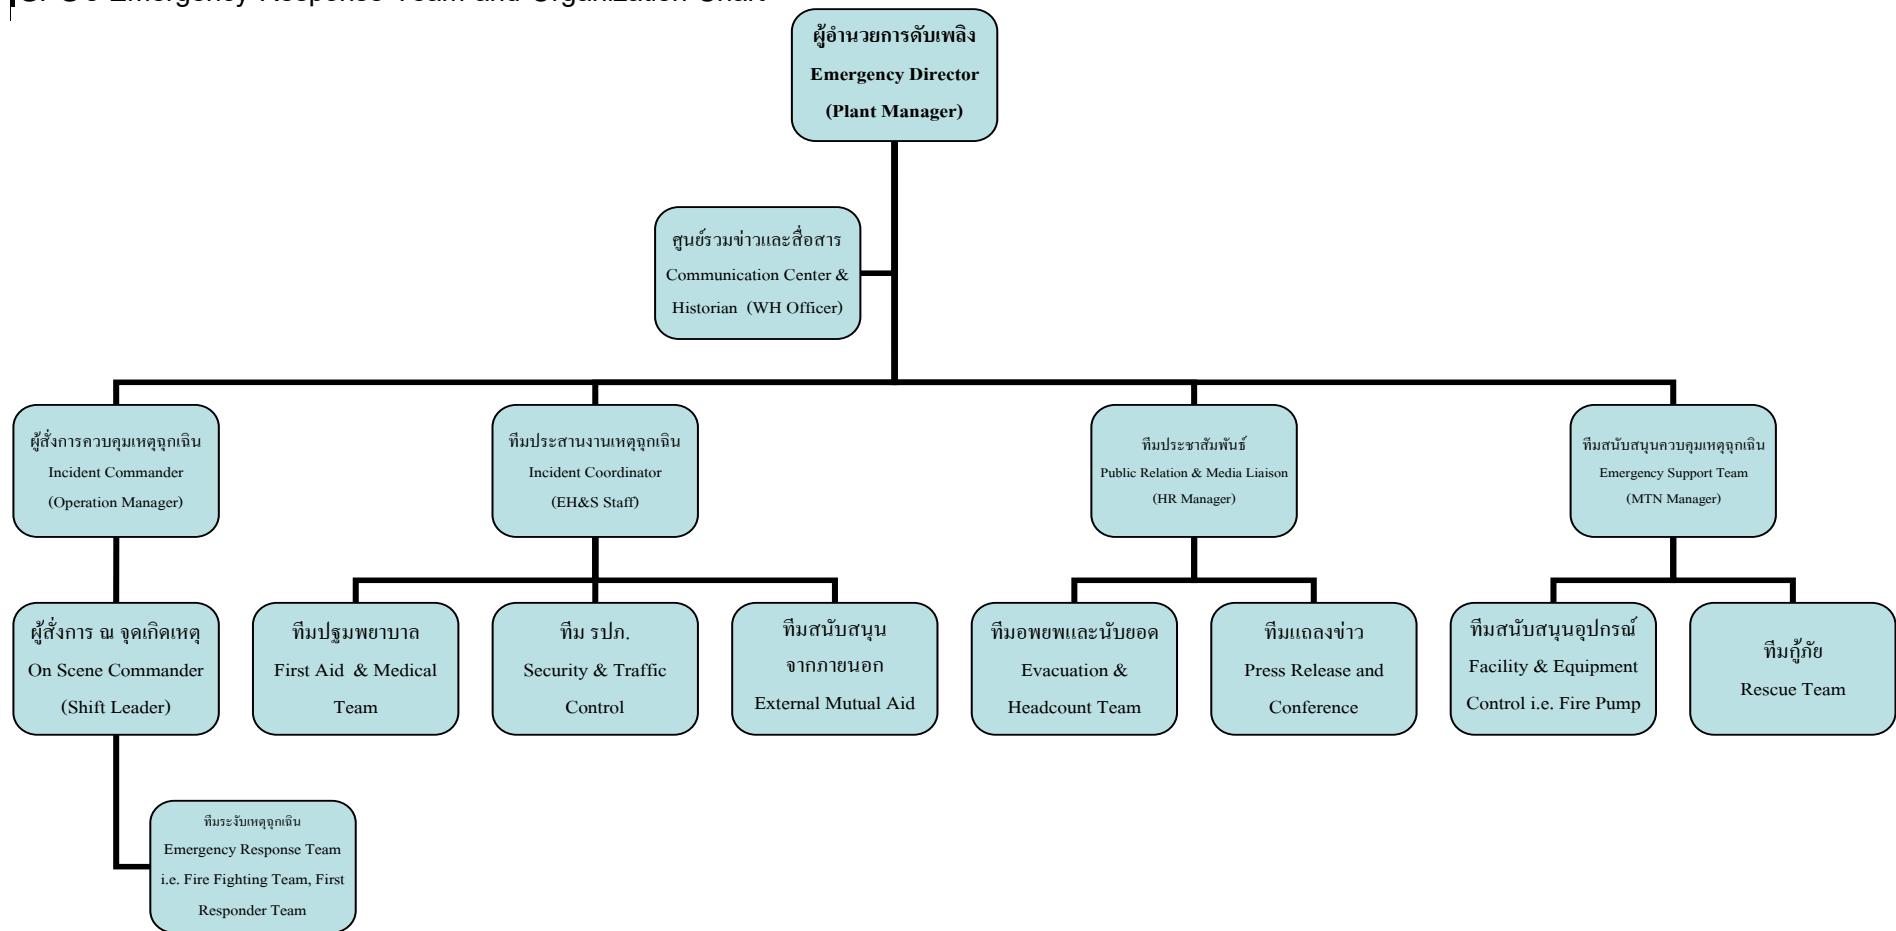 Emergency Response Team and Organization Chart
ผู้อำนวยการดับเพลิง
Emergency Director
(Plant Manager)
ศูนย์รวมข่าวและสื่อสาร
Communication Center &
Historian (WH Officer)
ผู้สั่งการควบคุมเหตุฉุกเฉิน
Incident Commander
(Operation Manager)
ทีมประสานงานเหตุฉุกเฉิน
Incident Coordinator
(EH&S Staff)
ทีมประชาสัมพันธ์
Public Relation & Media Liaison
(HR Manager)
ทีมสนับสนุนควบคุมเหตุฉุกเฉิน
Emergency Support Team
(MTN Manager)
ผู้สั่งการ ณ จุดเกิดเหตุ
On Scene Commander
(Shift Leader)
ทีมปฐมพยาบาล
First Aid & Medical
Team
ทีม รปภ.
Security & Traffic
Control
ทีมสนับสนุน
จากภายนอก
External Mutual Aid
ทีมอพยพและนับยอด
Evacuation &
Headcount Team
ทีมแถลงข่าว
Press Release and
Conference
ทีมสนับสนุนอุปกรณ์
Facility & Equipment
Control i.e. Fire Pump
ทีมกู้ภัย
Rescue Team
ทีมระงับเหตุฉุกเฉิน
Emergency Response Team
i.e. Fire Fighting Team, First
Responder Team